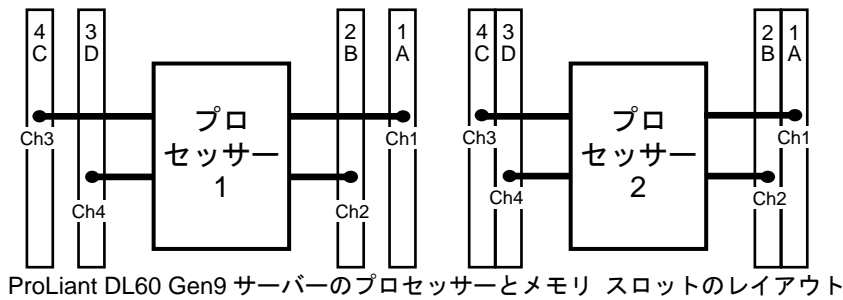 4 3 2 1 4 3 2 1
C D B A C D B A
プロ プロ
セッサー セッサー
1 2
Ch3 Ch1 Ch3 Ch1
Ch4 Ch2 Ch4 Ch2
ProLiant DL60 Gen9 サーバーのプロセッサーとメモリ スロットのレイアウト